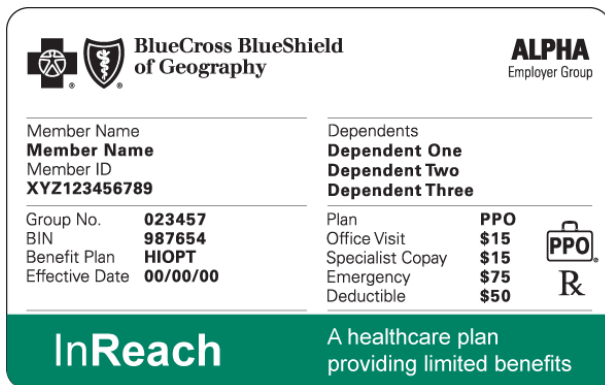 BlueCross BlueShield
of Geography
ALPHA
Employer Group
Member Name
Member Name
Member ID
XYZ123456789
Dependents
Dependent One
Dependent Two
Dependent Three
Group No. 023457
BIN 987654
Benefit Plan HIOPT
Effective Date 00/00/00
Plan PPO
Office Visit $15
Specialist Copay $15
Emergency $75
Deductible $50
PPO
℞
InReach
A healthcare plan
providing limited benefits